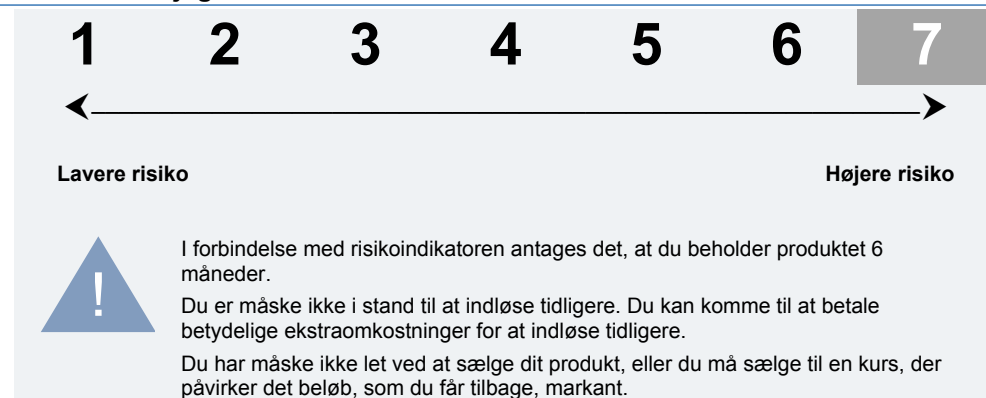 1 2 3 4 5 6 7
Lavere risiko Højere risiko
!
I forbindelse med risikoindikatoren antages det, at du beholder produktet 6
måneder.
Du er måske ikke i stand til at indløse tidligere. Du kan komme til at betale
betydelige ekstraomkostninger for at indløse tidligere.
Du har måske ikke let ved at sælge dit produkt, eller du må sælge til en kurs, der
påvirker det beløb, som du får tilbage, markant.